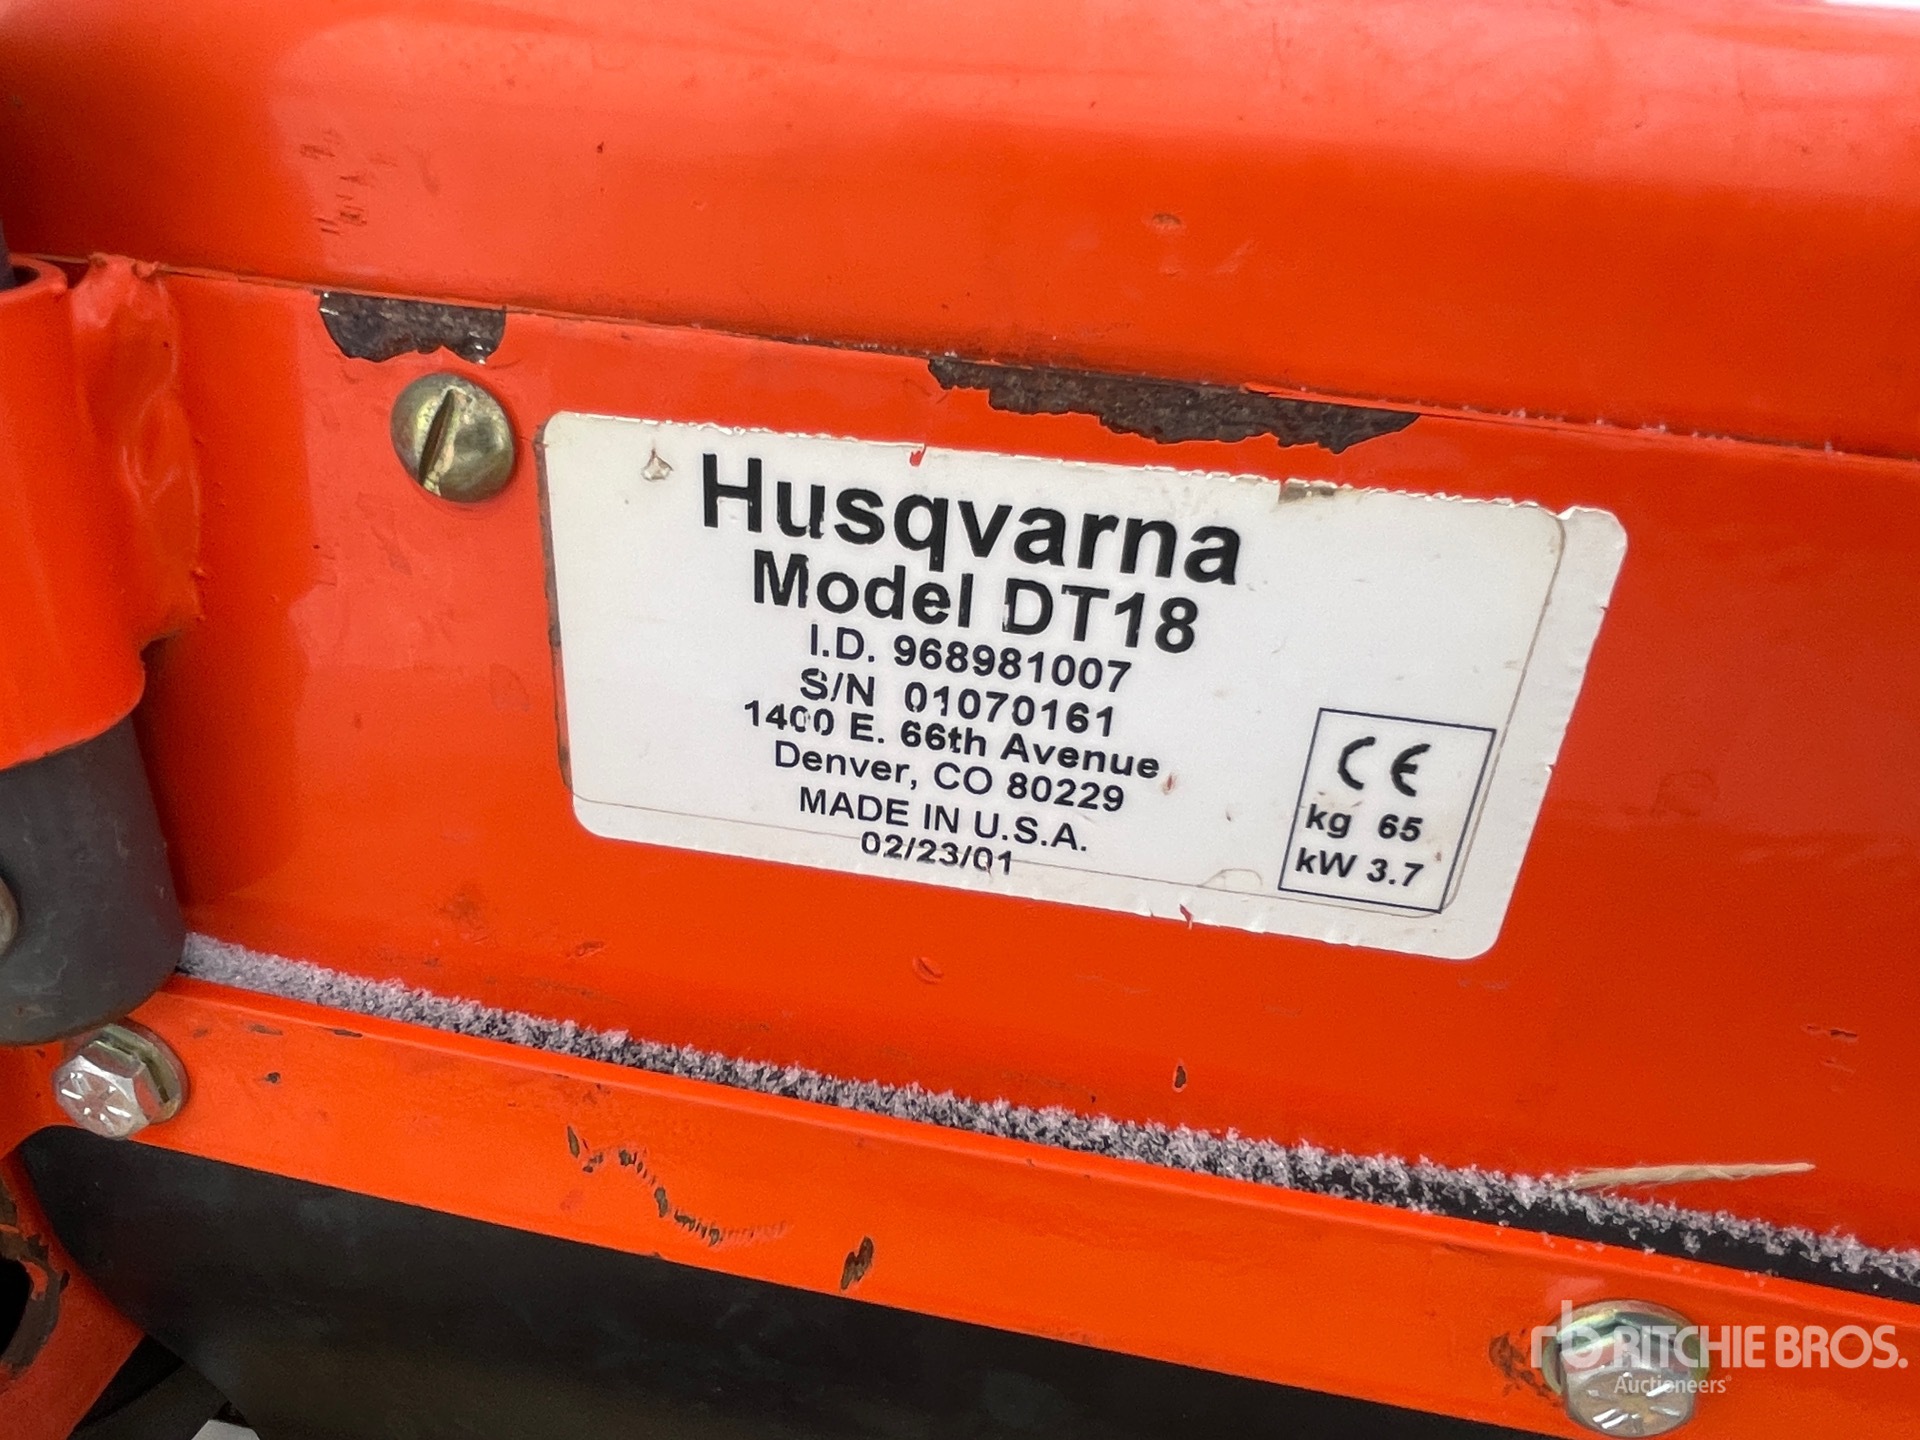 Husqvarna
Model DT18
I.D. 968981007
S/N 01070161
1400 E. 66th Avenue
Denver, CO 80229
MADE IN U.S.A.
02/23/01
CE
kg 65
kW 3.7
rb RITCHIE BROS.
Auctioneers